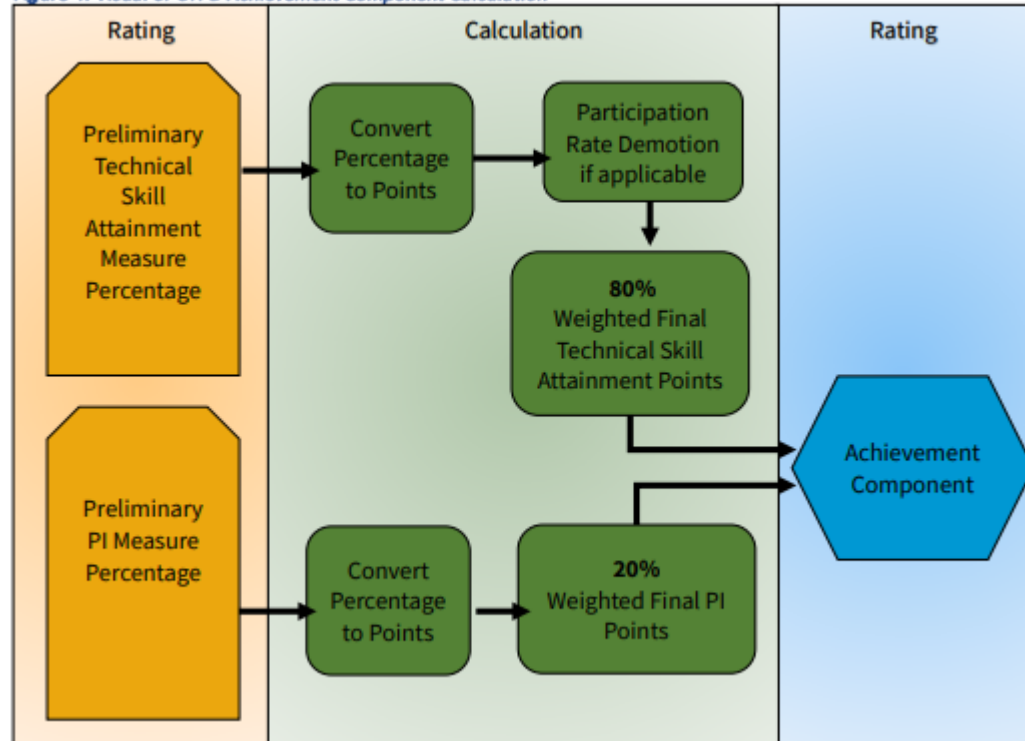 Rating
Calculation
Rating
Preliminary
Technical
Skill
Attainment
Measure
Percentage
Convert
Percentage
to Points
Participation
Rate Demotion
if applicable
80%
Weighted Final
Technical Skill
Attainment Points
Achievement
Component
Preliminary
PI Measure
Percentage
Convert
Percentage
to Points
20%
Weighted Final PI
Points